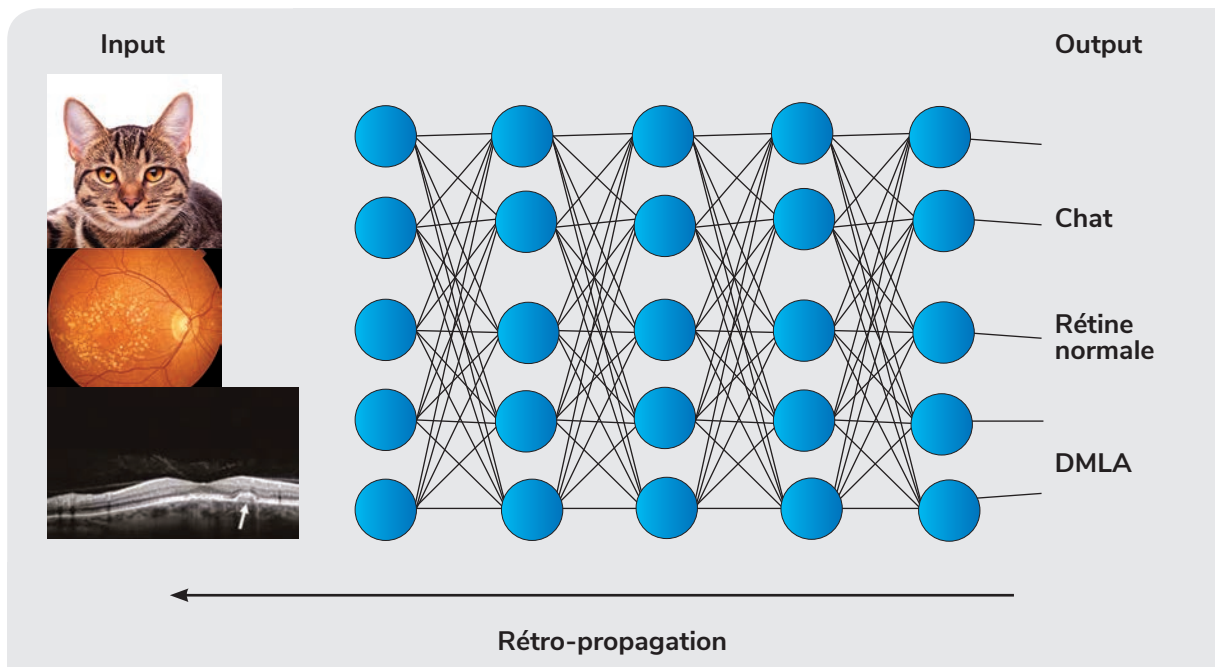 Input
Output
Chat
Rétine
normale
DMLA
Rétro-propagation